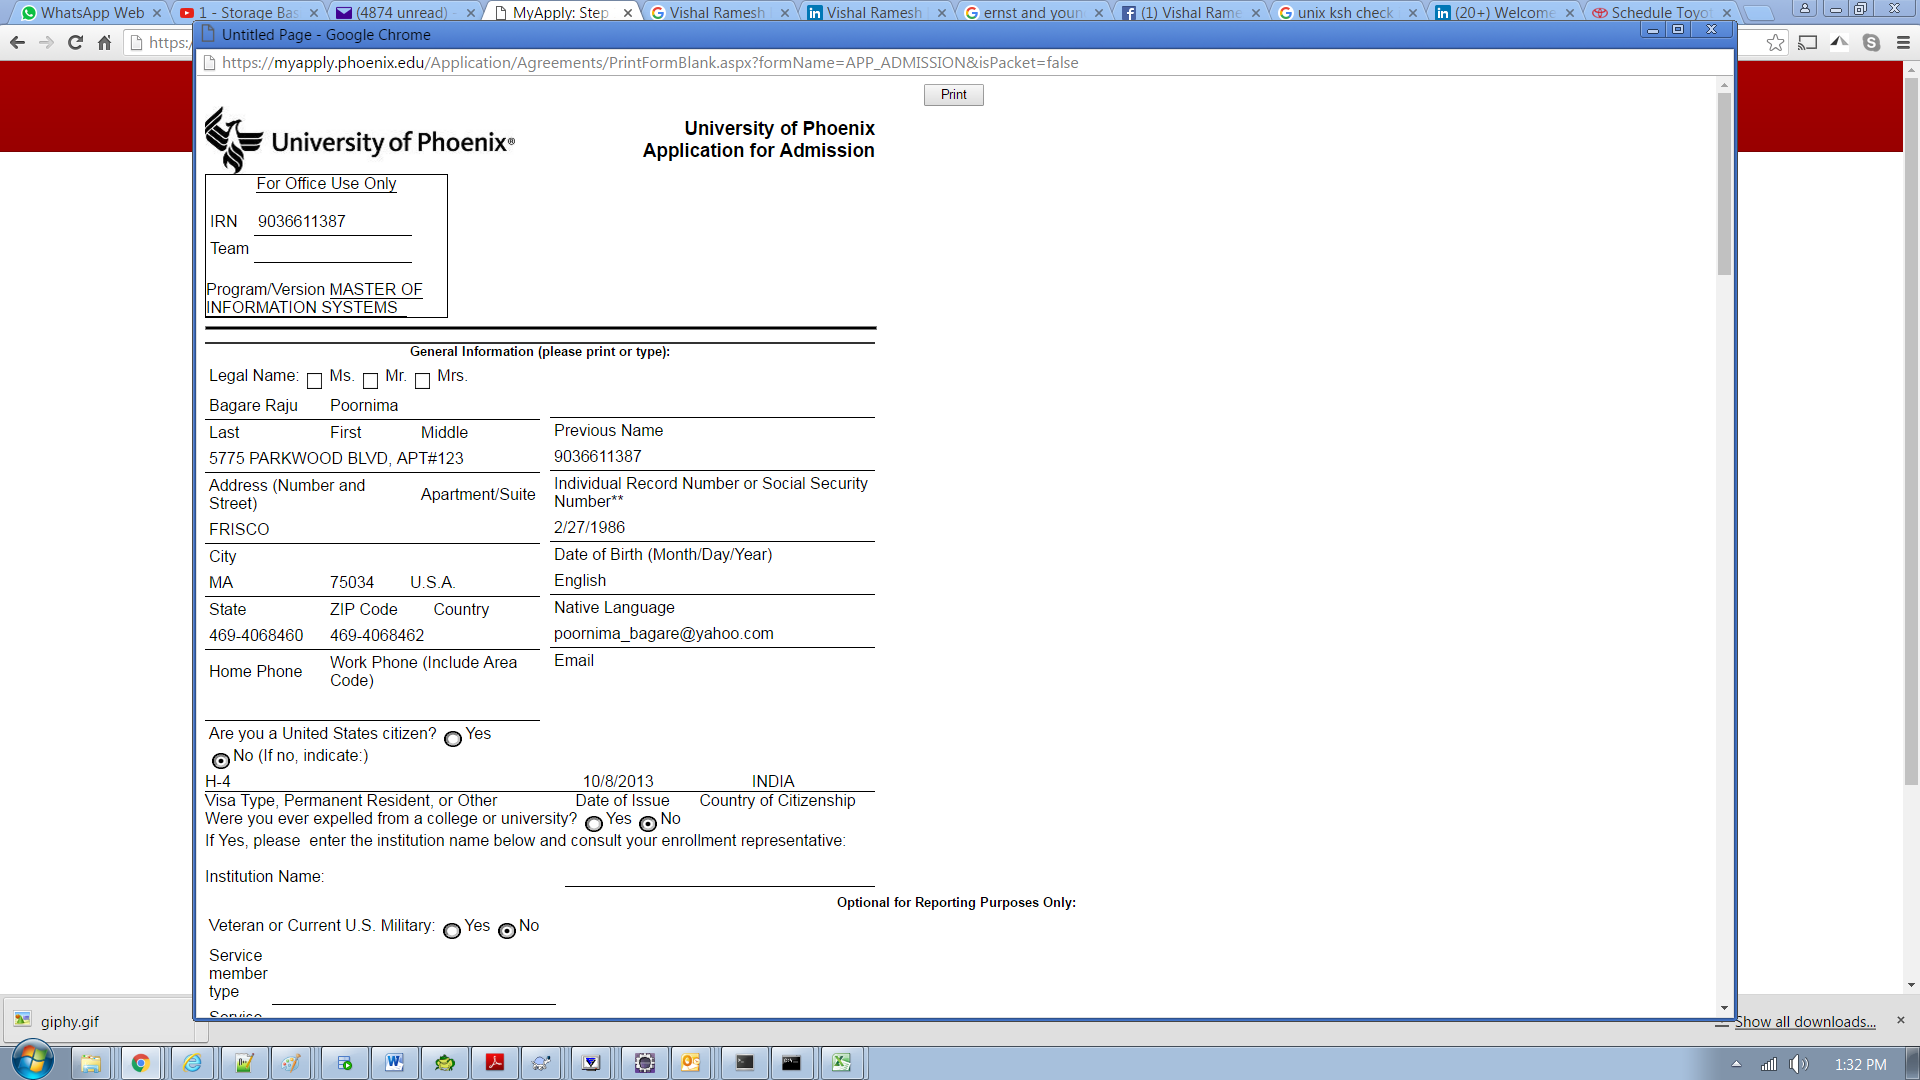 WhatsApp Web
1 - Storage Bas
(4874 unread)
MyApply: Step
Vishal Ramesh
Vishal Ramesh
ernst and youn
(1) Vishal Rame
unix ksh check
(20+) Welcome
Schedule Toyot
https:/
Untitled Page - Google Chrome
https://myapply.phoenix.edu/Application/Agreements/PrintFormBlank.aspx?formName=APP_ADMISSION&isPacket=false
Print
University of Phoenix®
University of Phoenix
Application for Admission
For Office Use Only
IRN 9036611387
Team
Program/Version MASTER OF
INFORMATION SYSTEMS
General Information (please print or type):
Legal Name: Ms. Mr. Mrs.
Bagare Raju Poornima
Last First Middle
Previous Name
5775 PARKWOOD BLVD, APT#123
9036611387
Address (Number and
Street)
Apartment/Suite
Individual Record Number or Social Security
Number**
FRISCO
2/27/1986
City
Date of Birth (Month/Day/Year)
MA 75034 U.S.A.
English
State ZIP Code Country
Native Language
469-4068460 469-4068462
poornima_bagare@yahoo.com
Home Phone
Work Phone (Include Area
Code)
Email
Are you a United States citizen? Yes
No (If no, indicate:)
H-4 10/8/2013 INDIA
Visa Type, Permanent Resident, or Other Date of Issue Country of Citizenship
Were you ever expelled from a college or university? Yes No
If Yes, please enter the institution name below and consult your enrollment representative:
Institution Name:
Optional for Reporting Purposes Only:
Veteran or Current U.S. Military: Yes No
Service
member
type
Service
giphy.gif
Show all downloads...
1:32 PM